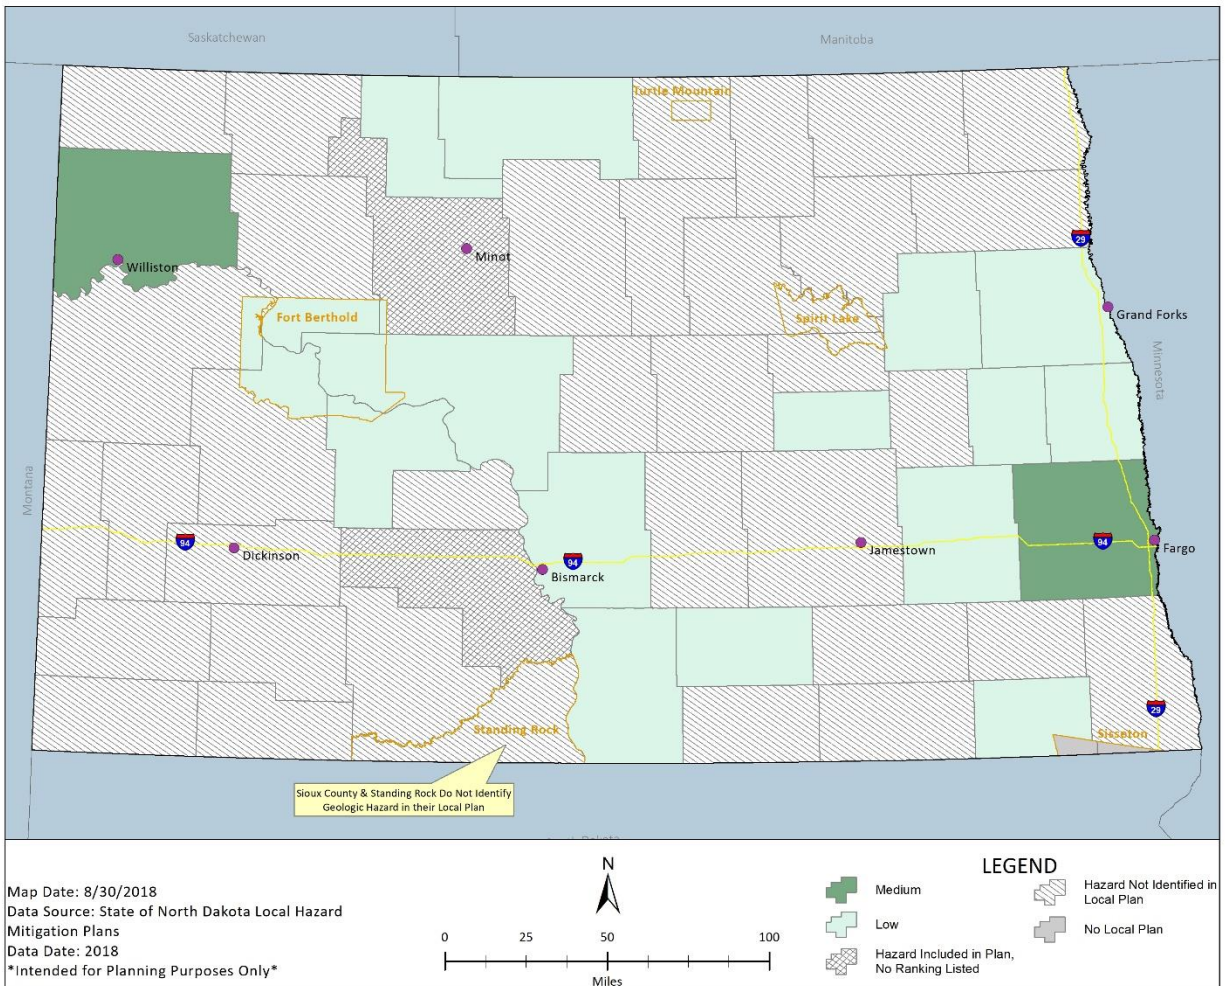 Saskatchewan
Manitoba
Turtle Mountain
29
Williston
Minot
Fort Berthold
Spirit Lake
Grand Forks
Minnesota
Montana
94
Dickinson
94
Bismarck
Jamestown
94
Fargo
29
Standing Rock
Sisseton
Sioux County & Standing Rock Do Not Identify
Geologic Hazard in their Local Plan
Map Date: 8/30/2018
Data Source: State of North Dakota Local Hazard
Mitigation Plans
Data Date: 2018
*Intended for Planning Purposes Only*
N
0 25 50 100
Miles
LEGEND
Medium
Low
Hazard Included in Plan,
No Ranking Listed
Hazard Not Identified in
Local Plan
No Local Plan